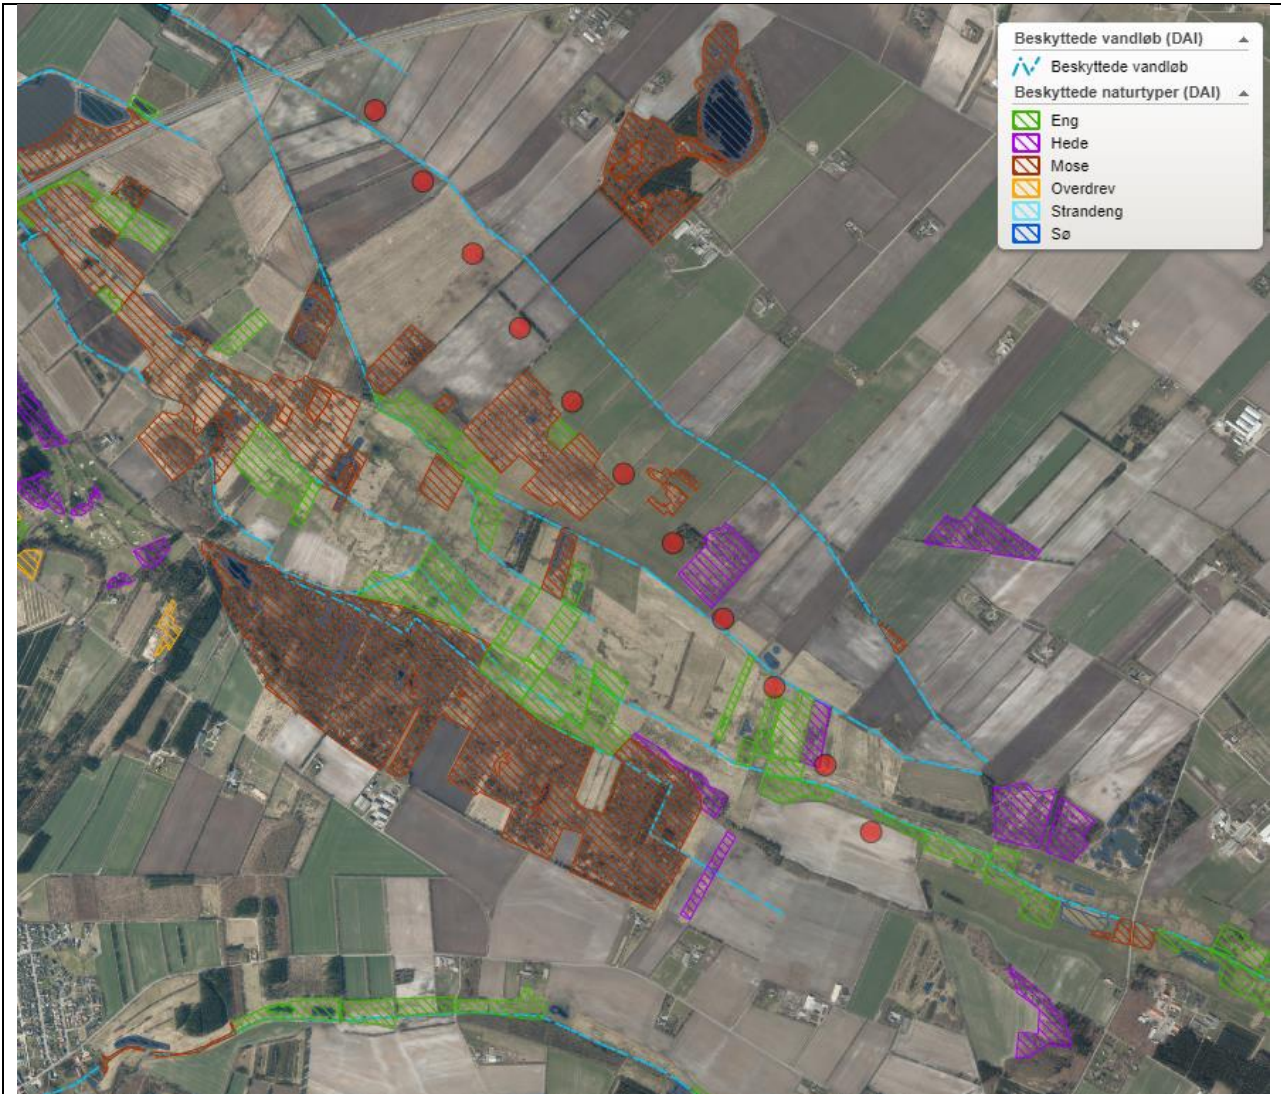 Beskyttede vandløb (DAI)
Beskyttede vandløb
Beskyttede naturtyper (DAI)
Eng
Hede
Mose
Overdrev
Strandeng
Sø